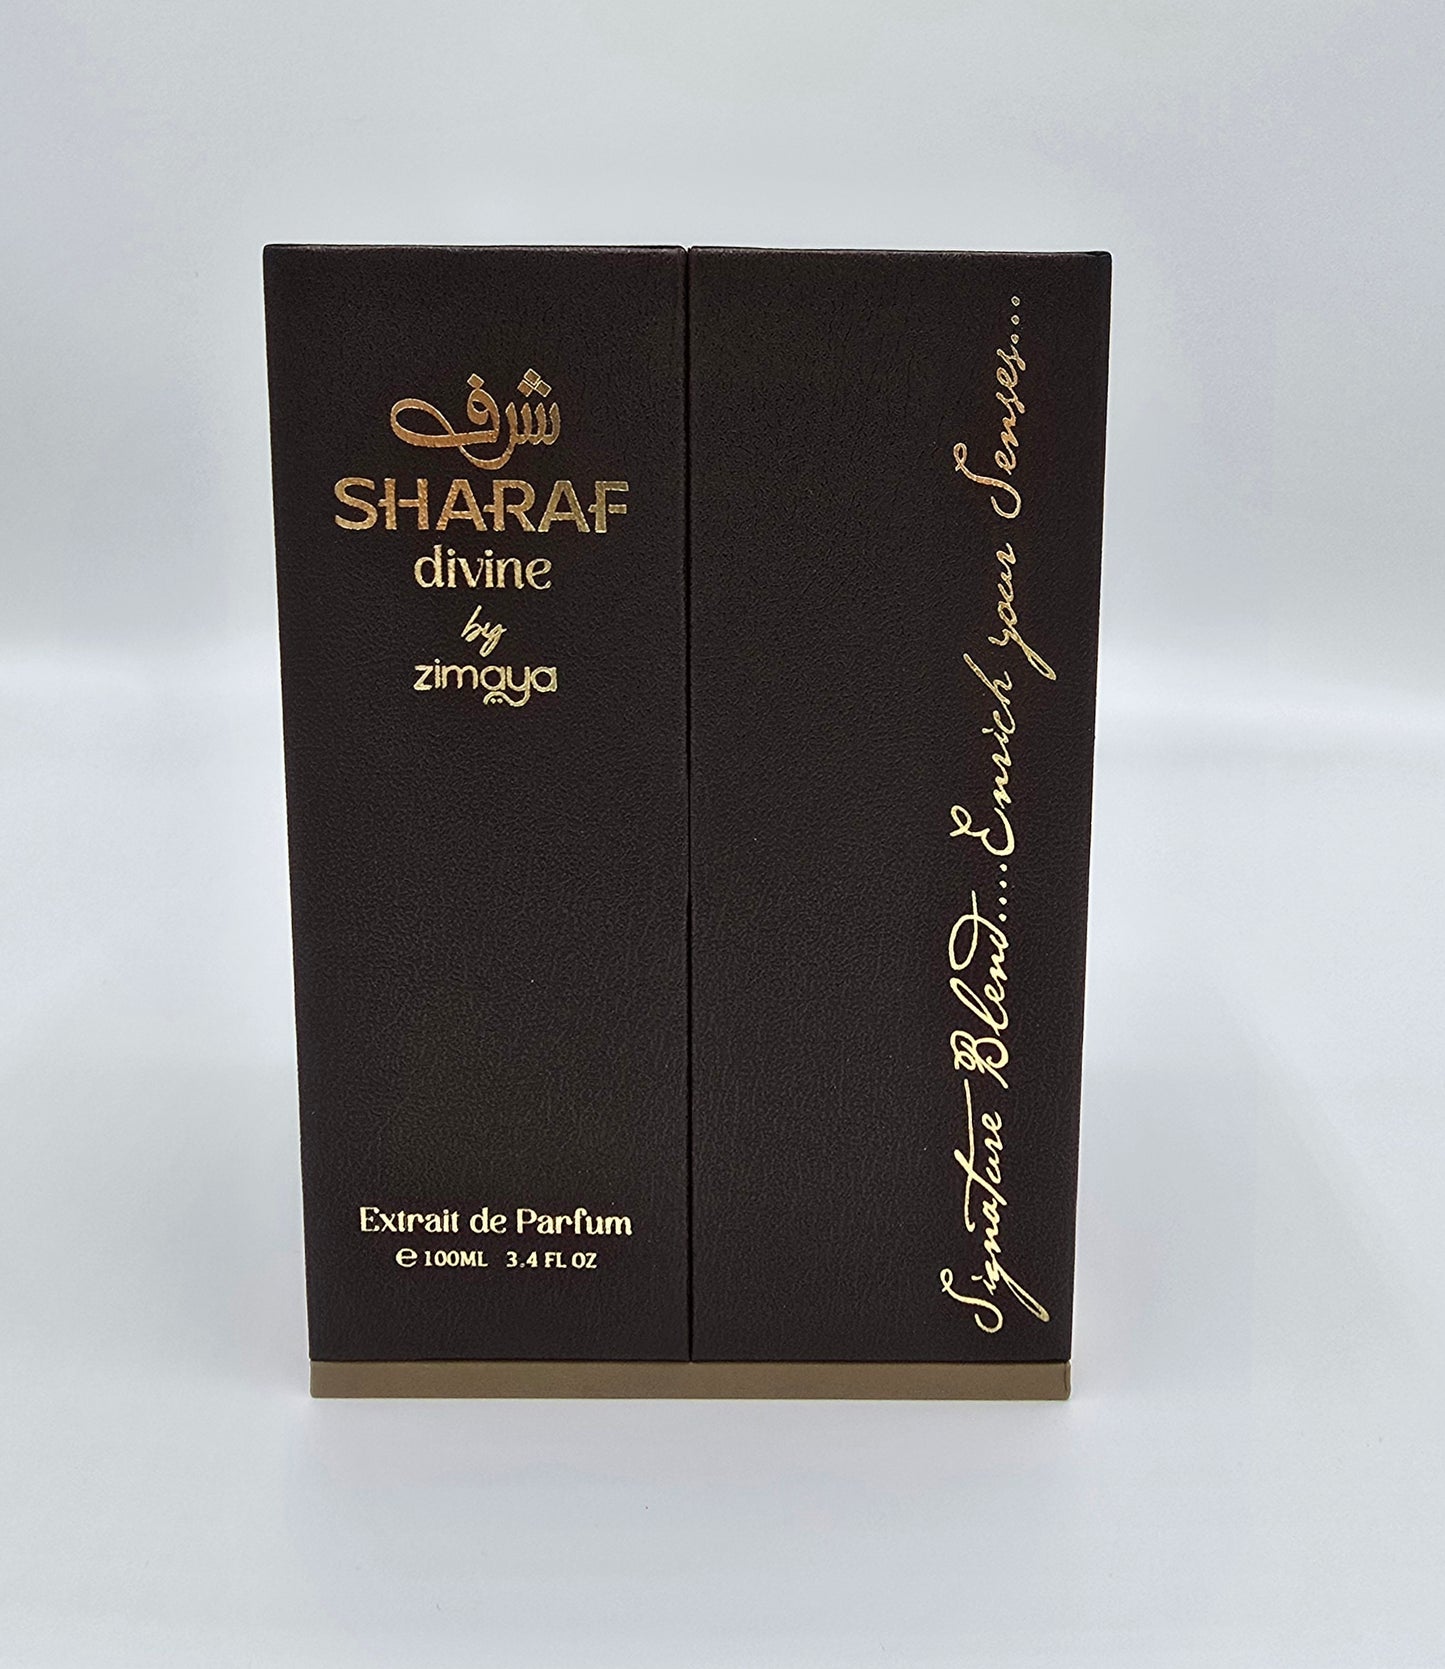 شرف
SHARAF
divine
by
zimaya
Extrait de Parfum
℮ 100ML 3.4 FL OZ
Signature Blend....Enrich your Senses...